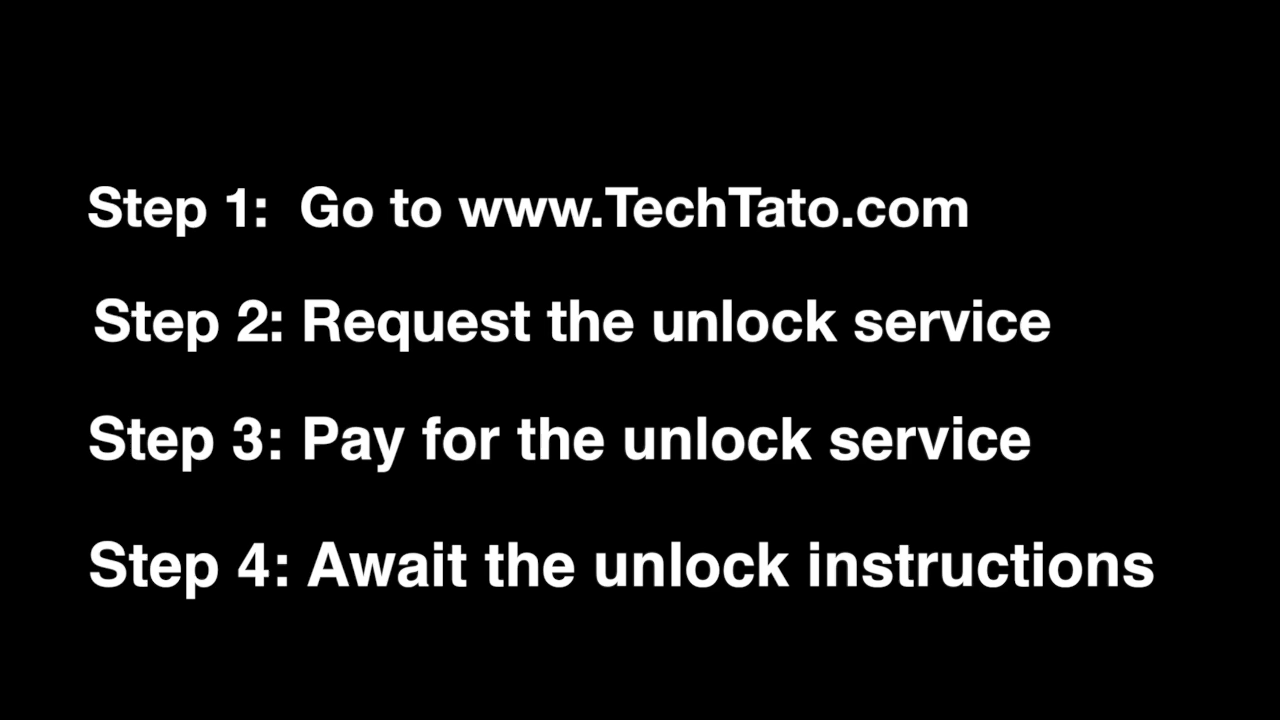 Step 1: Go to www.TechTato.com
Step 2: Request the unlock service
Step 3: Pay for the unlock service
Step 4: Await the unlock instructions